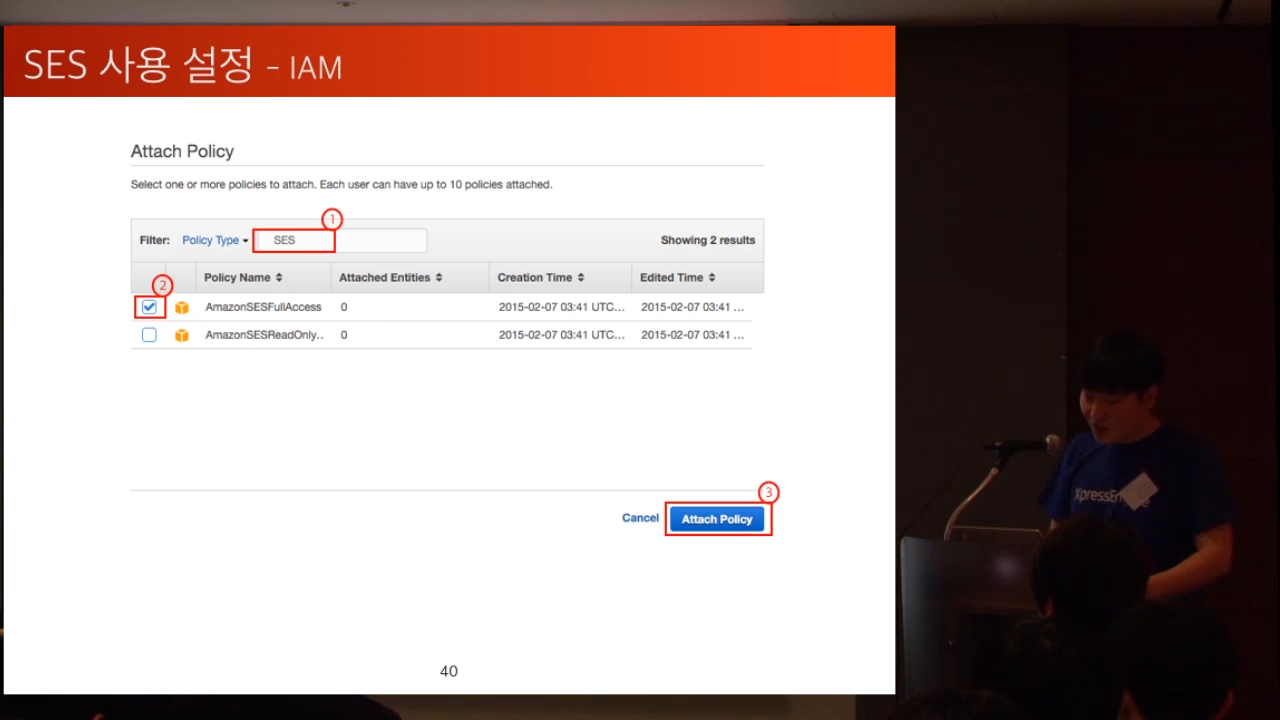 SES 사용 설정 - IAM
Attach Policy
Select one or more policies to attach. Each user can have up to 10 policies attached.
1
Filter: Policy Type SES Showing 2 results
2
Policy Name Attached Entities Creation Time Edited Time
AmazonSESFullAccess 0 2015-02-07 03:41 UTC... 2015-02-07 03:41 ...
AmazonSESReadOnly.. 0 2015-02-07 03:41 UTC... 2015-02-07 03:41 ...
3
Cancel Attach Policy
40